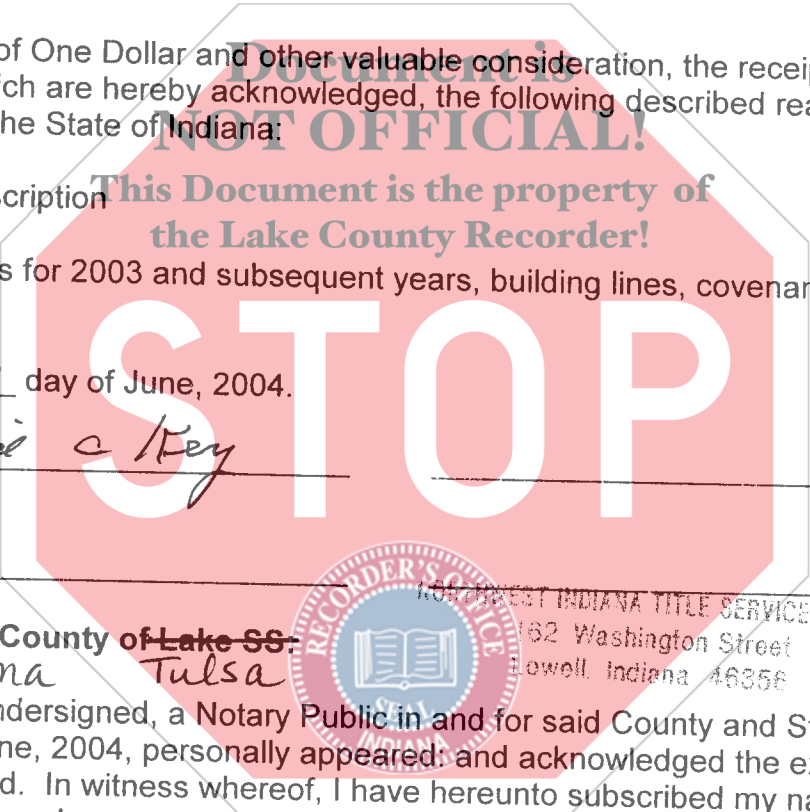 of One Dollar and other valuable consideration, the receip
Document is
ich are hereby acknowledged, the following described rea
he State of Indiana:
NOT OFFICIAL!
cription
This Document is the property of
the Lake County Recorder!
s for 2003 and subsequent years, building lines, covenan
STOP
day of June, 2004.
c Key
RECORDER'S OFFICE
SEAL
INDIANA
NORTHWEST INDIANA TITLE SERVICE
162 Washington Street
Lowell, Indiana 46356
County of Lake SS:
na Tulsa
ndersigned, a Notary Public in and for said County and S
ne, 2004, personally appeared: and acknowledged the e
d. In witness whereof, I have hereunto subscribed my na